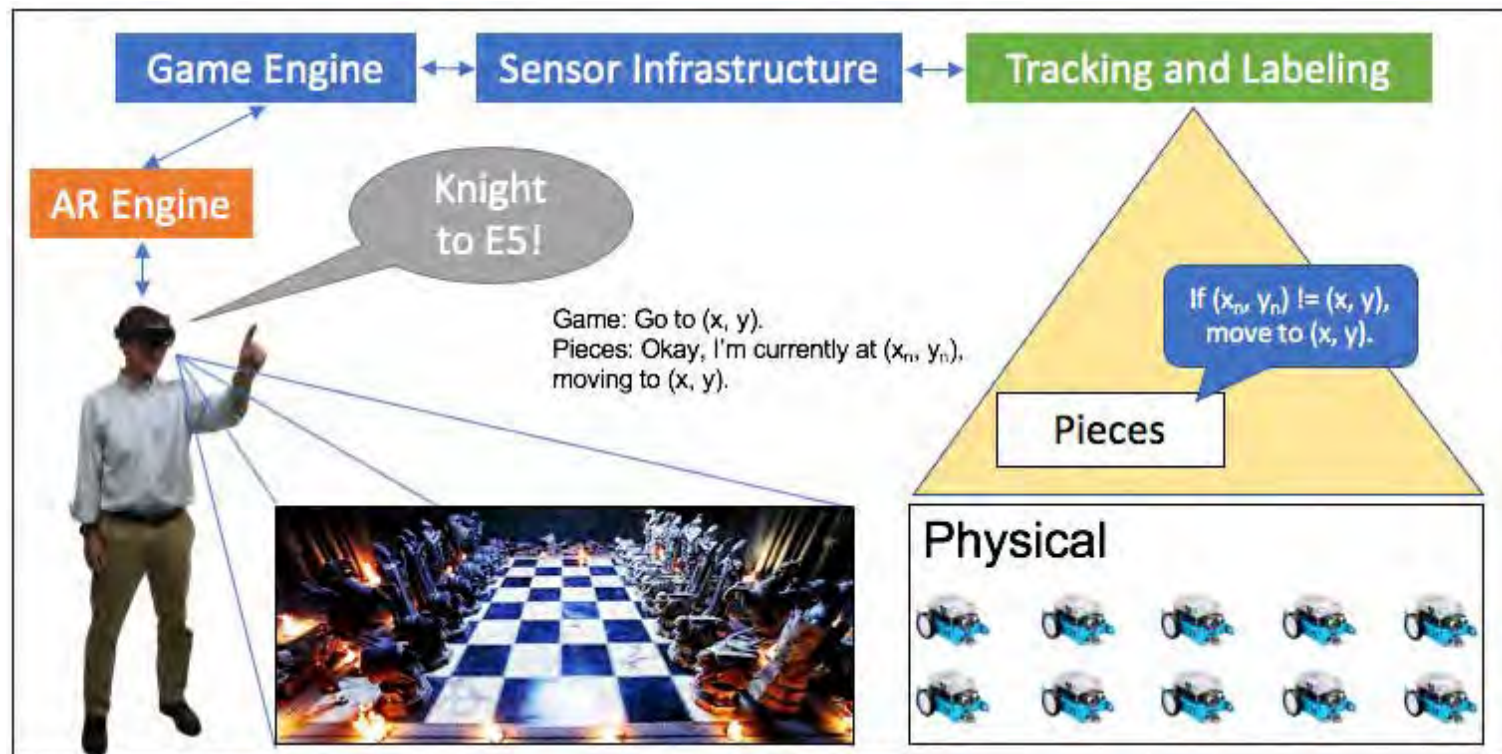 Game Engine
Sensor Infrastructure
Tracking and Labeling
AR Engine
Knight
to E5!
Game: Go to (x, y).
Pieces: Okay, I'm currently at (xₙ, yₙ),
moving to (x, y).
If (xₙ, yₙ) != (x, y),
move to (x, y).
Pieces
Physical